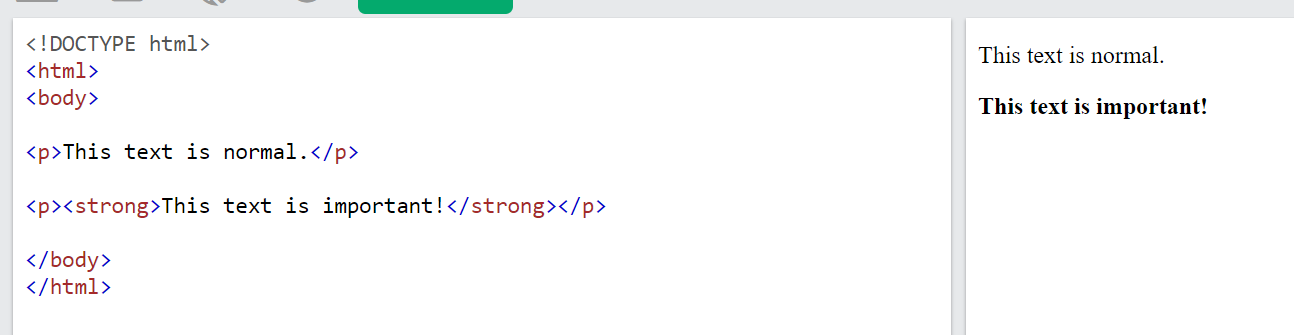 <!DOCTYPE html>
<html>
<body>
<p>This text is normal.</p>
<p><strong>This text is important!</strong></p>
</body>
</html>
This text is normal.
This text is important!